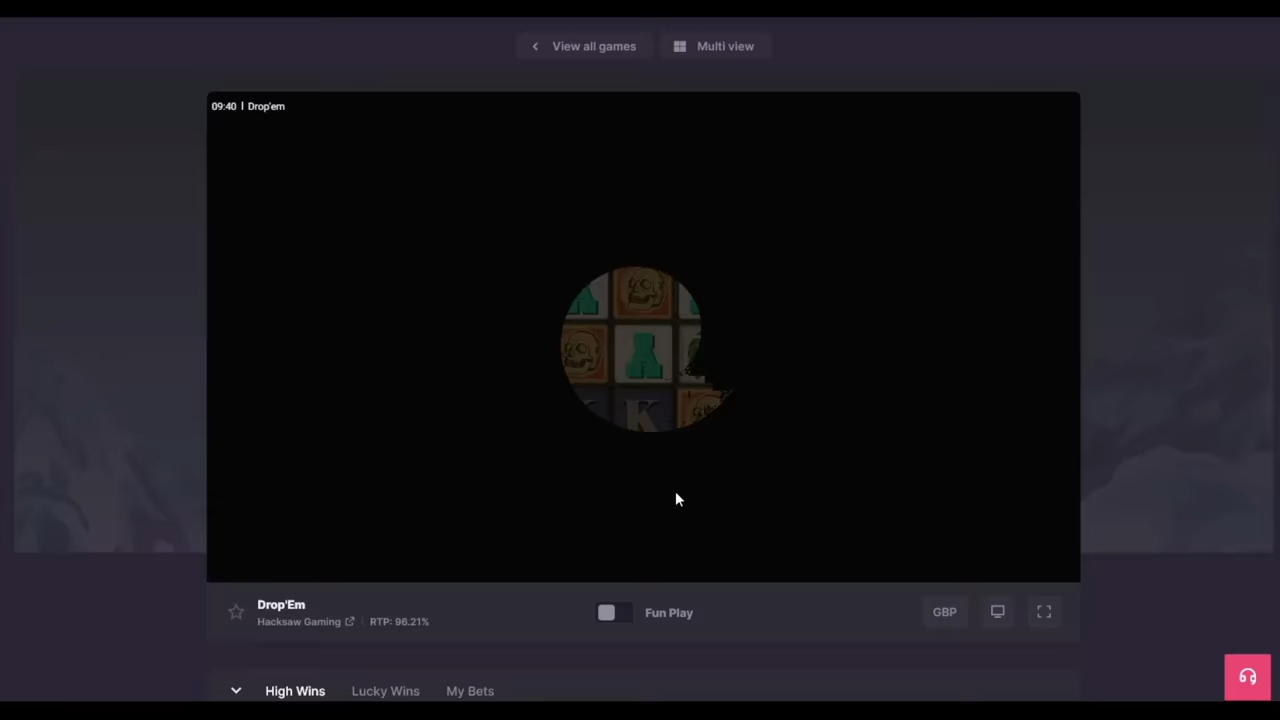 View all games
Multi view
09:40 | Drop'em
A
A
K
Drop'Em
Hacksaw Gaming
RTP: 96.21%
Fun Play
GBP
High Wins
Lucky Wins
My Bets